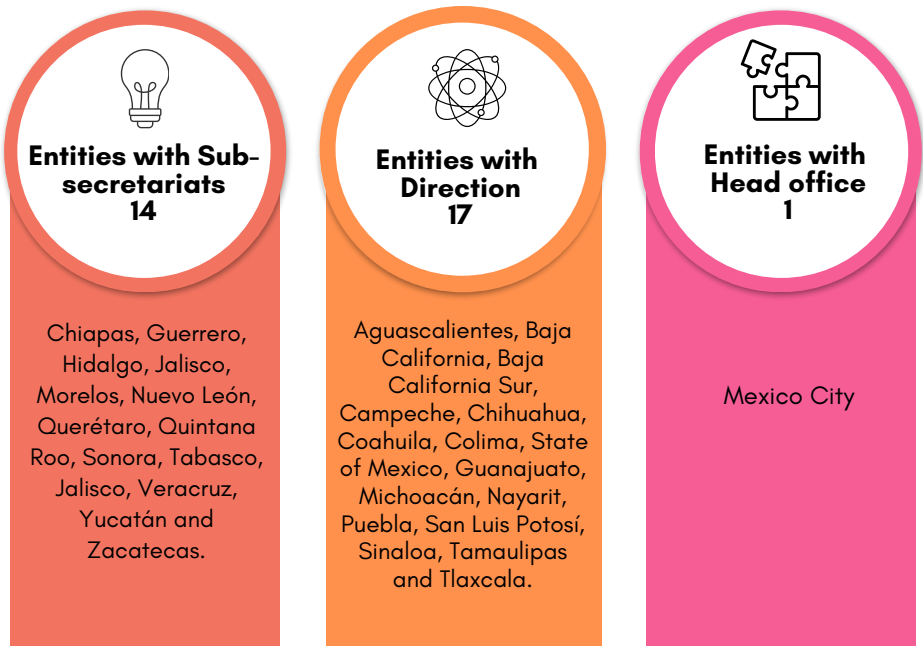 Entities with Sub-
secretariats
14
Chiapas, Guerrero,
Hidalgo, Jalisco,
Morelos, Nuevo León,
Querétaro, Quintana
Roo, Sonora, Tabasco,
Jalisco, Veracruz,
Yucatán and
Zacatecas.
Entities with
Direction
17
Aguascalientes, Baja
California, Baja
California Sur,
Campeche, Chihuahua,
Coahuila, Colima, State
of Mexico, Guanajuato,
Michoacán, Nayarit,
Puebla, San Luis Potosí,
Sinaloa, Tamaulipas
and Tlaxcala.
Entities with
Head office
1
Mexico City